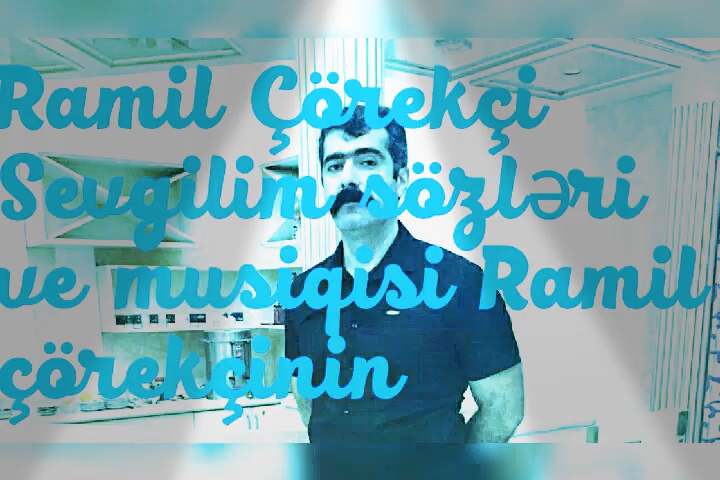 Ramil Çörekçi
Sevgilim sözləri
ve musiqisi Ramil
çörekçinin